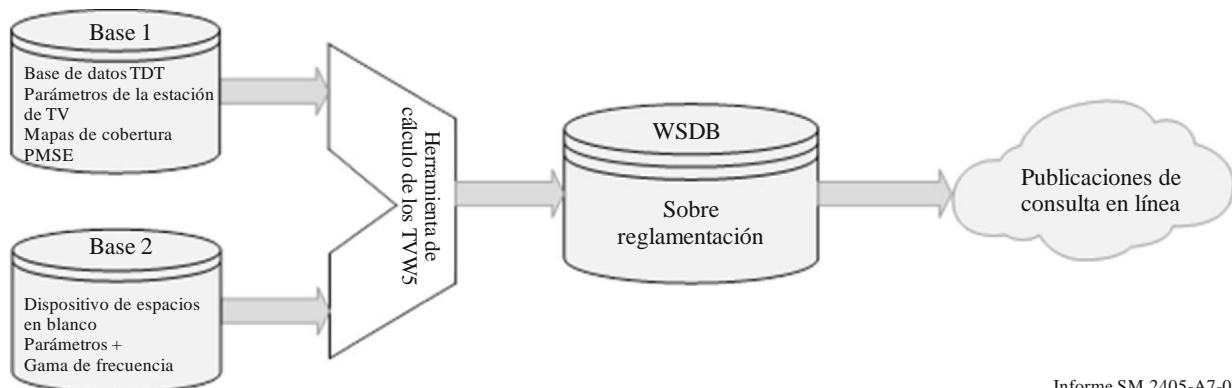 Base 1
Base de datos TDT
Parámetros de la estación
de TV
Mapas de cobertura
PMSE
Base 2
Dispositivo de espacios
en blanco
Parámetros +
Gama de frecuencia
Herramienta de
cálculo de los TVW5
WSDB
Sobre
reglamentación
Publicaciones de
consulta en línea